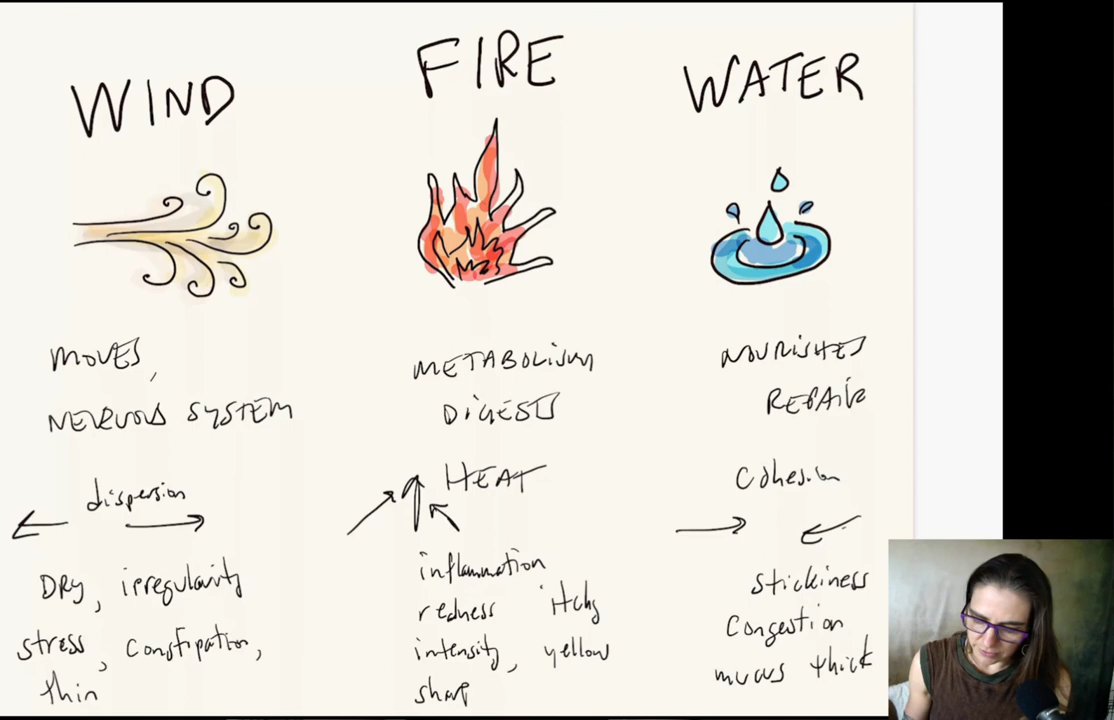 WIND
MOVES,
NERVOUS SYSTEM
dispersion
DRY, irregularity
stress, Constipation,
thin
FIRE
METABOLISM
DIGESTS
HEAT
inflammation
redness itchy
intensity, yellow
sharp
WATER
NOURISHES
REPAIR
Cohesion
Stickiness
Congestion
mucus thick